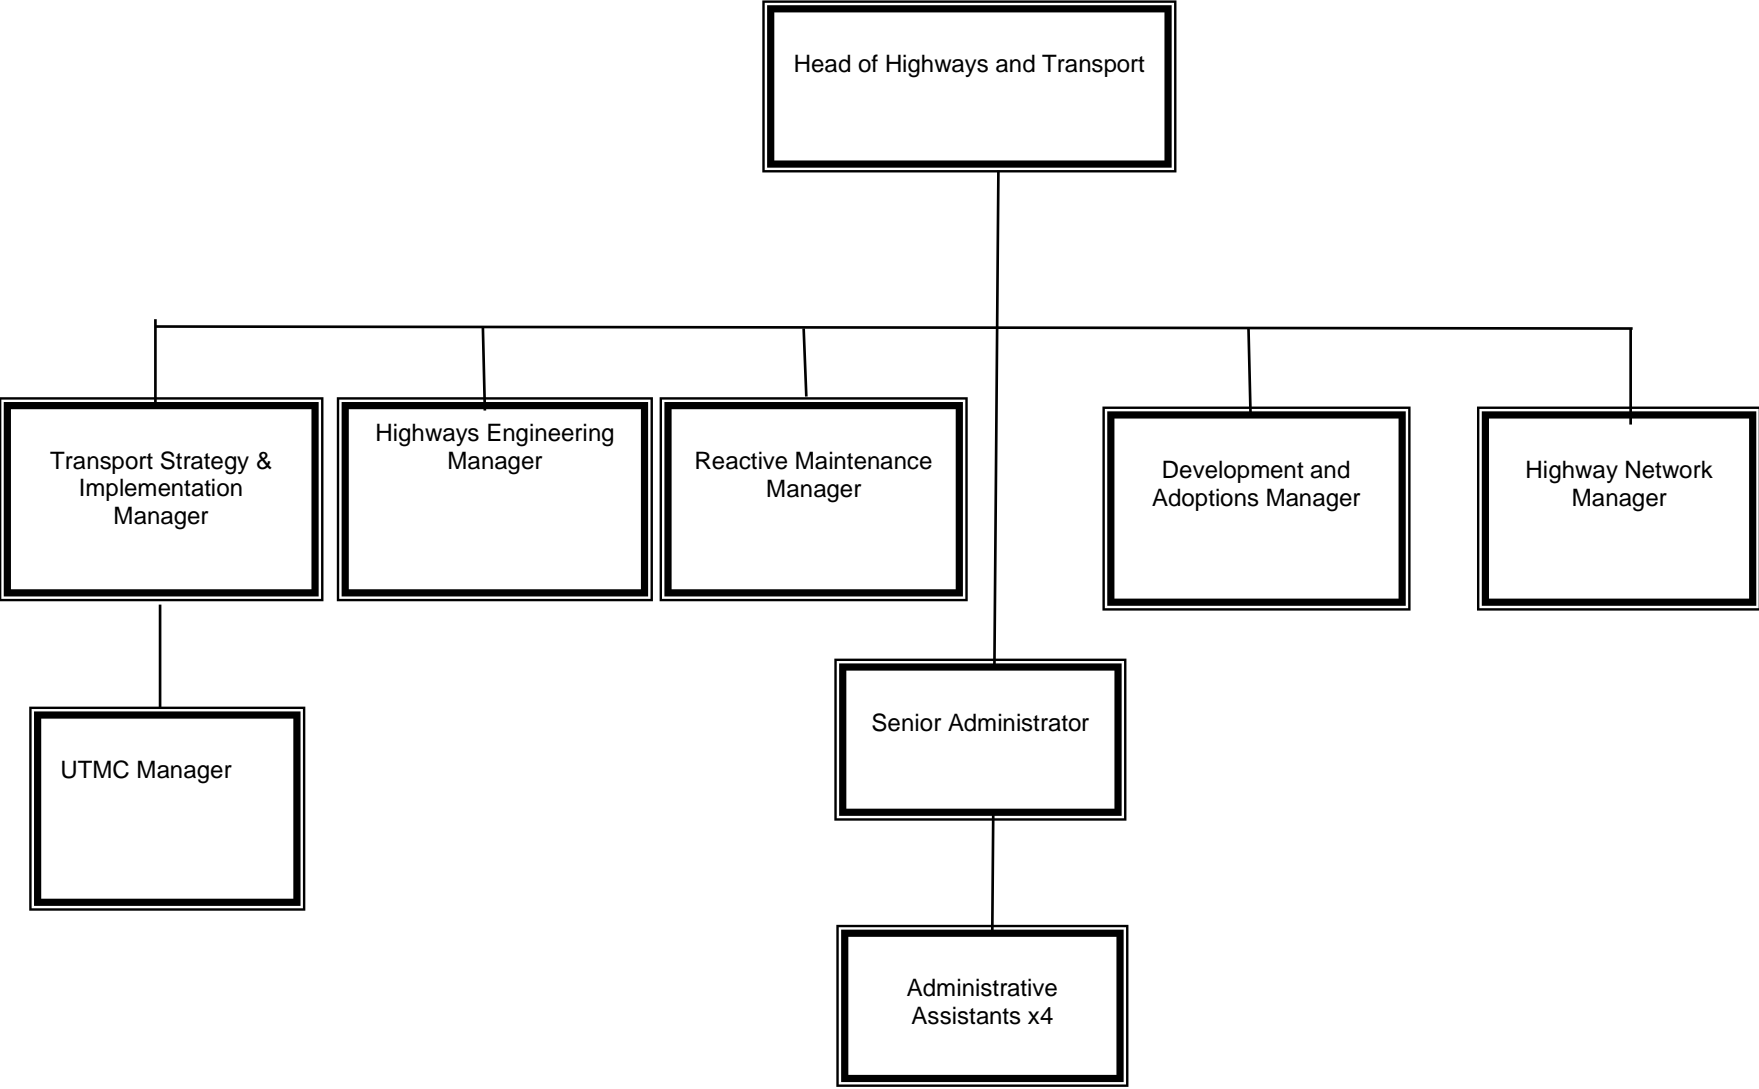 Head of Highways and Transport
Transport Strategy &
Implementation
Manager
Highways Engineering
Manager
Reactive Maintenance
Manager
Development and
Adoptions Manager
Highway Network
Manager
UTMC Manager
Senior Administrator
Administrative
Assistants x4